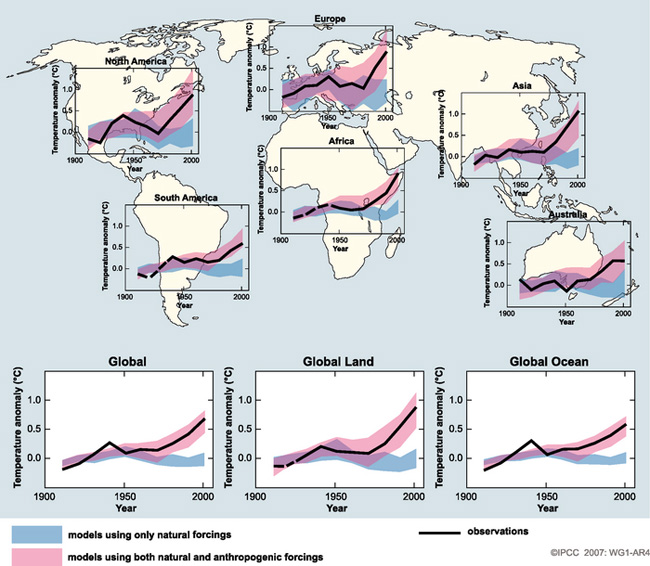 Europe
Temperature anomaly (°C)
1.0
0.5
0.0
1900
1950
2000
Year
North America
Temperature anomaly (°C)
1.0
0.5
0.0
1900
1950
2000
Year
Asia
Temperature anomaly (°C)
1.0
0.5
0.0
1900
1950
2000
Year
Africa
Temperature anomaly (°C)
1.0
0.5
0.0
1900
1950
2000
Year
South America
Temperature anomaly (°C)
1.0
0.5
0.0
1900
1950
2000
Year
Australia
Temperature anomaly (°C)
1.0
0.5
0.0
1900
1950
2000
Year
Global
Temperature anomaly (°C)
1.0
0.5
0.0
1900
1950
2000
Year
Global Land
Temperature anomaly (°C)
1.0
0.5
0.0
1900
1950
2000
Year
Global Ocean
Temperature anomaly (°C)
1.0
0.5
0.0
1900
1950
2000
Year
models using only natural forcings
observations
models using both natural and anthropogenic forcings
©IPCC 2007: WG1-AR4